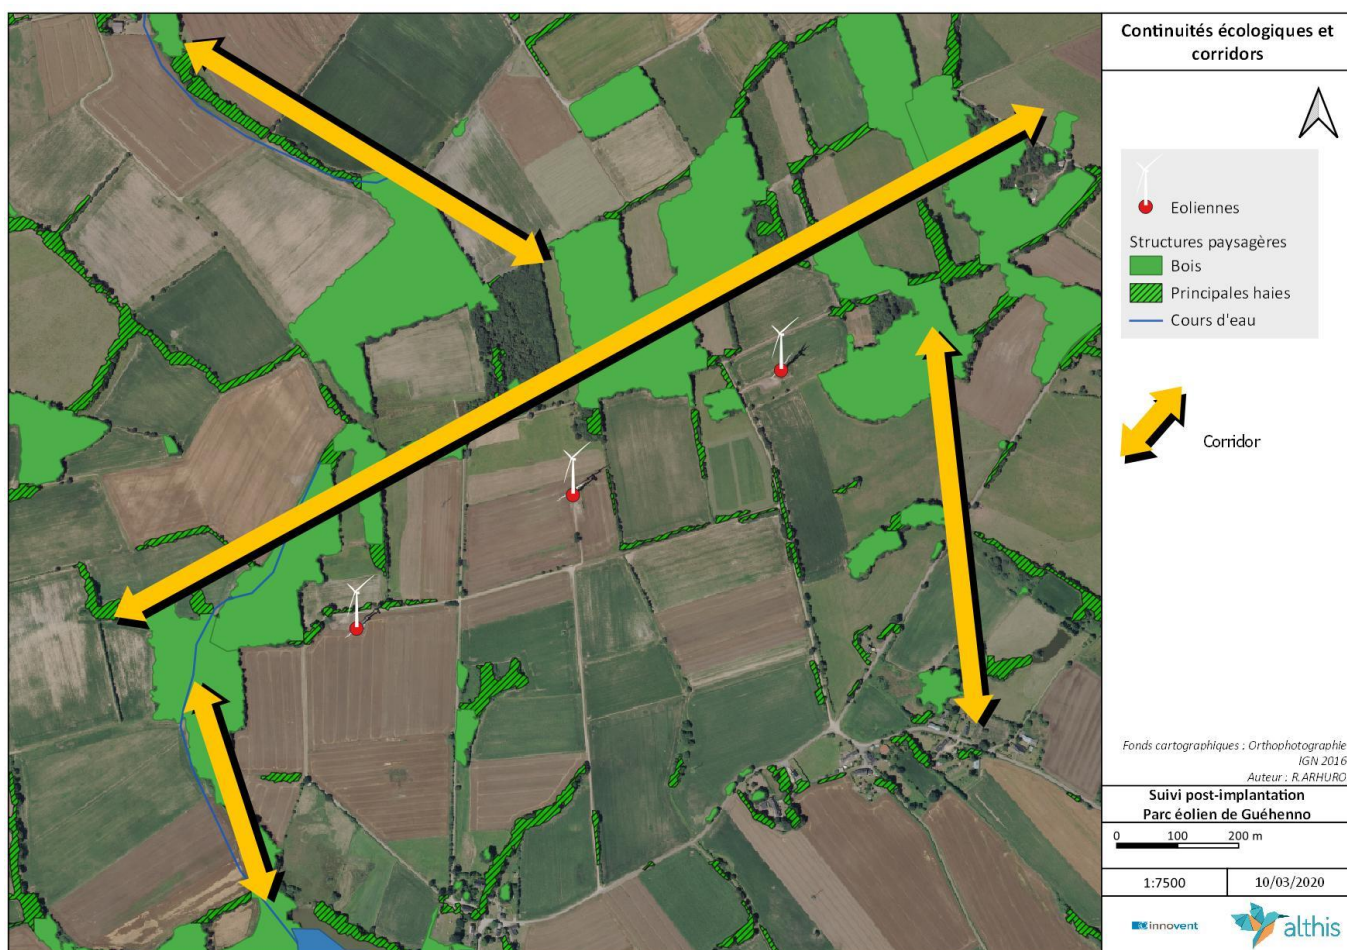 Continuités écologiques et
corridors
Eoliennes
Structures paysagères
Bois
Principales haies
Cours d'eau
Corridor
Fonds cartographiques : Orthophotographie
IGN 2016
Auteur : R.ARHURO
Suivi post-implantation
Parc éolien de Guéhenno
0 100 200 m
1:7500 10/03/2020
innovent althis